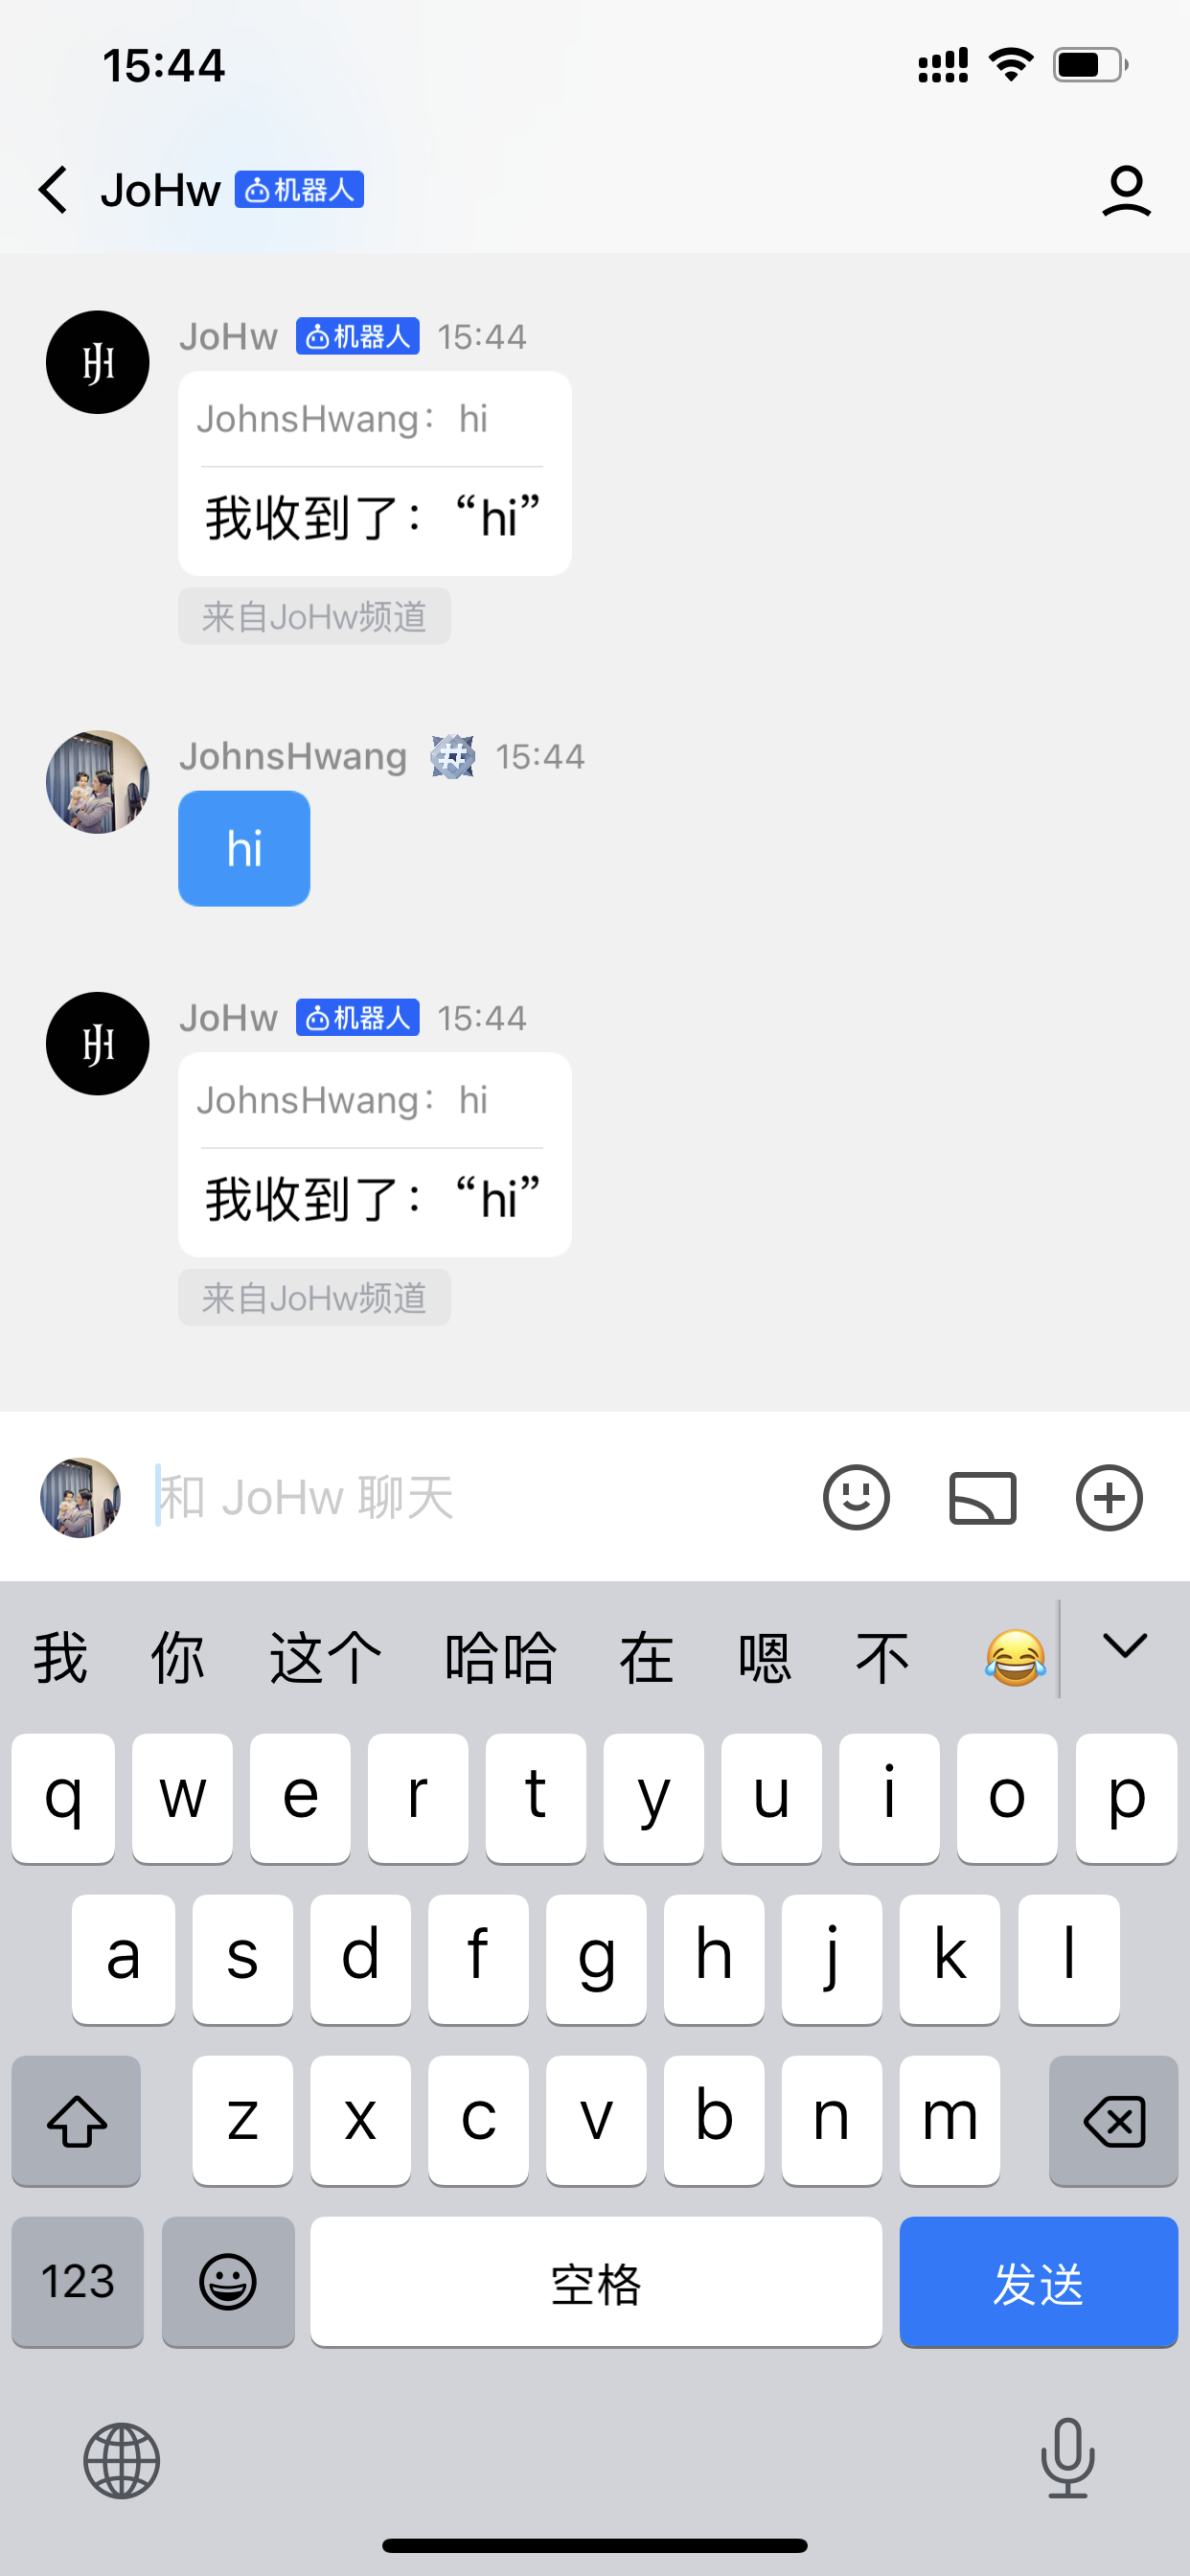 15:44
JoHw 机器人
JoHw 机器人 15:44
JohnsHwang：hi
我收到了：“hi”
来自JoHw频道
JohnsHwang # 15:44
hi
JoHw 机器人 15:44
JohnsHwang：hi
我收到了：“hi”
来自JoHw频道
和 JoHw 聊天
我 你 这个 哈哈 在 嗯 不 😂
q w e r t y u i o p
a s d f g h j k l
z x c v b n m
123 空格 发送